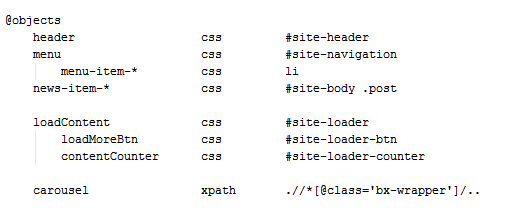 @objects
    header                  css         #site-header
    menu                    css         #site-navigation
        menu-item-*         css         li
    news-item-*             css         #site-body .post

    loadContent             css         #site-loader
        loadMoreBtn         css         #site-loader-btn
        contentCounter      css         #site-loader-counter

    carousel                xpath       .//*[@class='bx-wrapper']/..